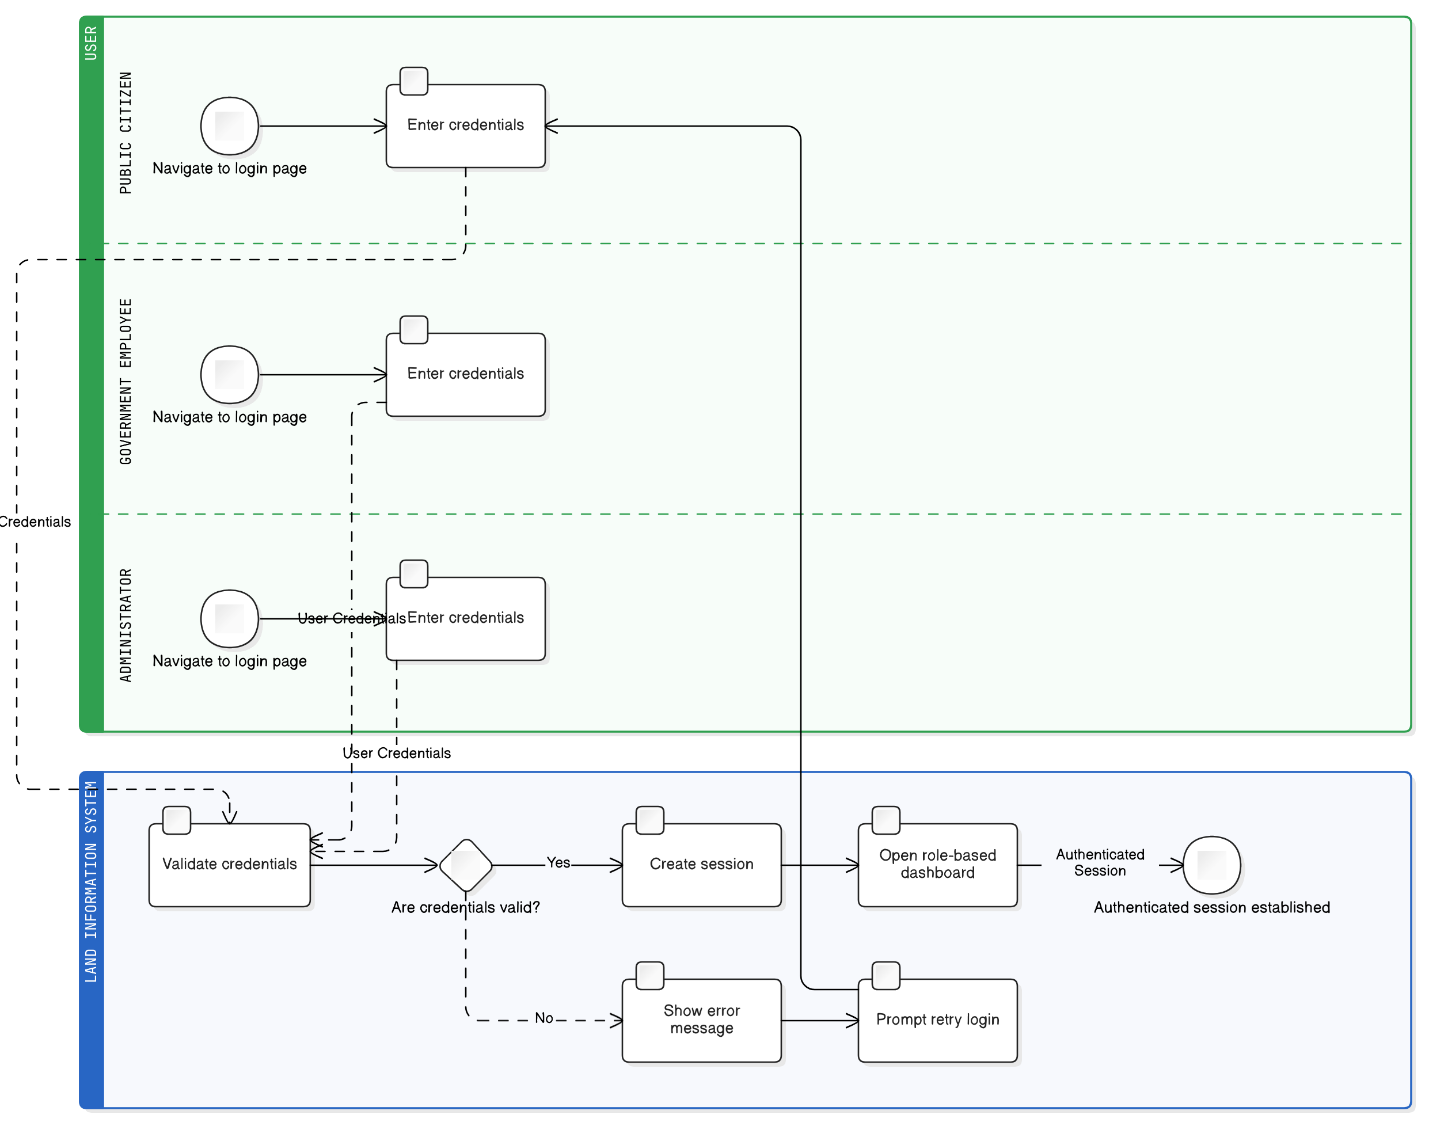 USER
PUBLIC CITIZEN
Enter credentials
Navigate to login page
GOVERNMENT EMPLOYEE
Enter credentials
Navigate to login page
Credentials
ADMINISTRATOR
User Credentials
Enter credentials
Navigate to login page
User Credentials
LAND INFORMATION SYSTEM
Validate credentials
Are credentials valid?
Yes
Create session
Open role-based
dashboard
Authenticated
Session
Authenticated session established
No
Show error
message
Prompt retry login